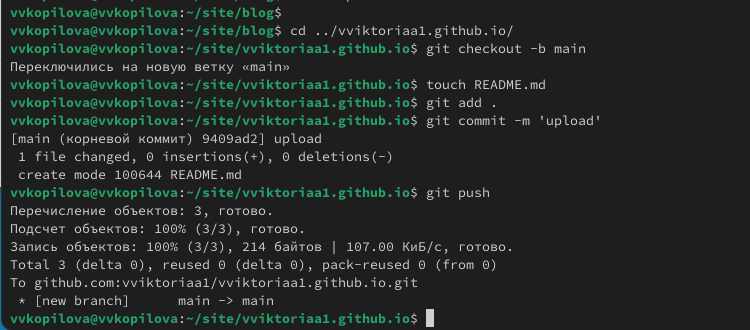 vvkopilova@vvkopilova:~/site/blog$
vvkopilova@vvkopilova:~/site/blog$ cd ../vviktoriaa1.github.io/
vvkopilova@vvkopilova:~/site/vviktoriaa1.github.io$ git checkout -b main
Переключились на новую ветку «main»
vvkopilova@vvkopilova:~/site/vviktoriaa1.github.io$ touch README.md
vvkopilova@vvkopilova:~/site/vviktoriaa1.github.io$ git add .
vvkopilova@vvkopilova:~/site/vviktoriaa1.github.io$ git commit -m 'upload'
[main (корневой коммит) 9409ad2] upload
 1 file changed, 0 insertions(+), 0 deletions(-)
 create mode 100644 README.md
vvkopilova@vvkopilova:~/site/vviktoriaa1.github.io$ git push
Перечисление объектов: 3, готово.
Подсчет объектов: 100% (3/3), готово.
Запись объектов: 100% (3/3), 214 байтов | 107.00 КиБ/с, готово.
Total 3 (delta 0), reused 0 (delta 0), pack-reused 0 (from 0)
To github.com:vviktoriaa1/vviktoriaa1.github.io.git
 * [new branch]      main -> main
vvkopilova@vvkopilova:~/site/vviktoriaa1.github.io$